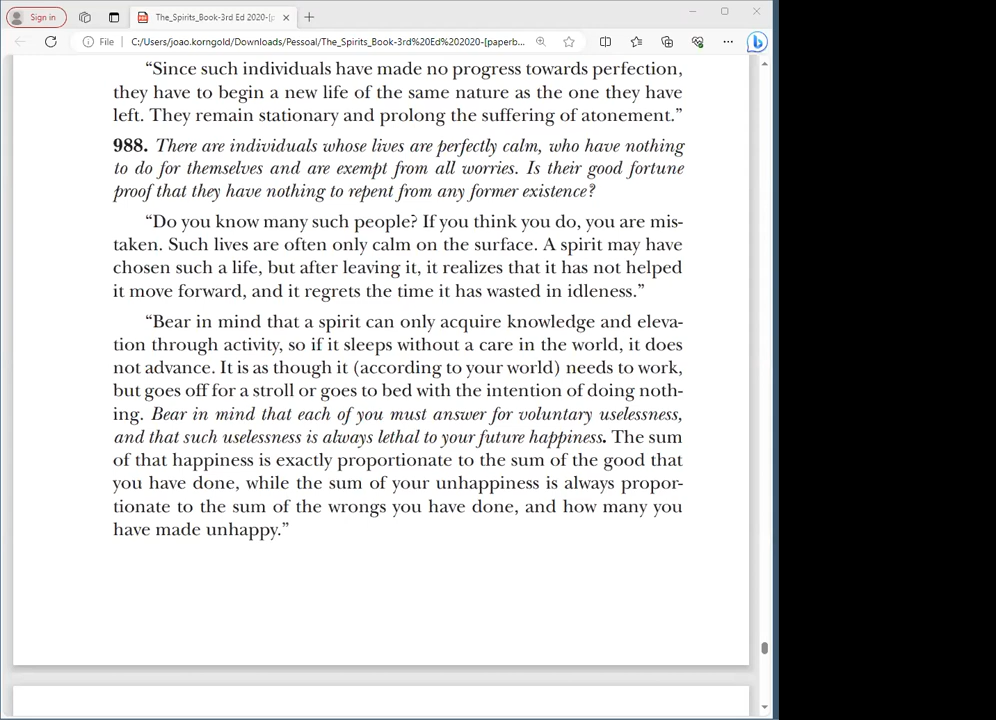 Sign in
The_Spirits_Book-3rd Ed 2020-[p
File
C:/Users/joao.korngold/Downloads/Pessoal/The_Spirits_Book-3rd%20Ed%202020-[paperb...
“Since such individuals have made no progress towards perfection,
they have to begin a new life of the same nature as the one they have
left. They remain stationary and prolong the suffering of atonement.”
988. There are individuals whose lives are perfectly calm, who have nothing
to do for themselves and are exempt from all worries. Is their good fortune
proof that they have nothing to repent from any former existence?
“Do you know many such people? If you think you do, you are mis-
taken. Such lives are often only calm on the surface. A spirit may have
chosen such a life, but after leaving it, it realizes that it has not helped
it move forward, and it regrets the time it has wasted in idleness.”
“Bear in mind that a spirit can only acquire knowledge and eleva-
tion through activity, so if it sleeps without a care in the world, it does
not advance. It is as though it (according to your world) needs to work,
but goes off for a stroll or goes to bed with the intention of doing noth-
ing. Bear in mind that each of you must answer for voluntary uselessness,
and that such uselessness is always lethal to your future happiness. The sum
of that happiness is exactly proportionate to the sum of the good that
you have done, while the sum of your unhappiness is always propor-
tionate to the sum of the wrongs you have done, and how many you
have made unhappy.”